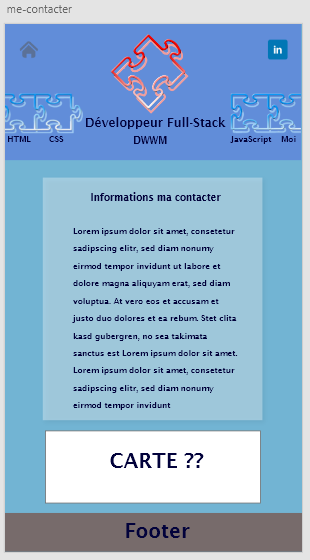 me-contacter
in
Développeur Full-Stack
DWWM
HTML CSS JavaScript Moi
Informations ma contacter
Lorem ipsum dolor sit amet, consetetur
sadipscing elitr, sed diam nonumy
eirmod tempor invidunt ut labore et
dolore magna aliquyam erat, sed diam
voluptua. At vero eos et accusam et
justo duo dolores et ea rebum. Stet clita
kasd gubergren, no sea takimata
sanctus est Lorem ipsum dolor sit amet.
Lorem ipsum dolor sit amet, consetetur
sadipscing elitr, sed diam nonumy
eirmod tempor invidunt
CARTE ??
Footer